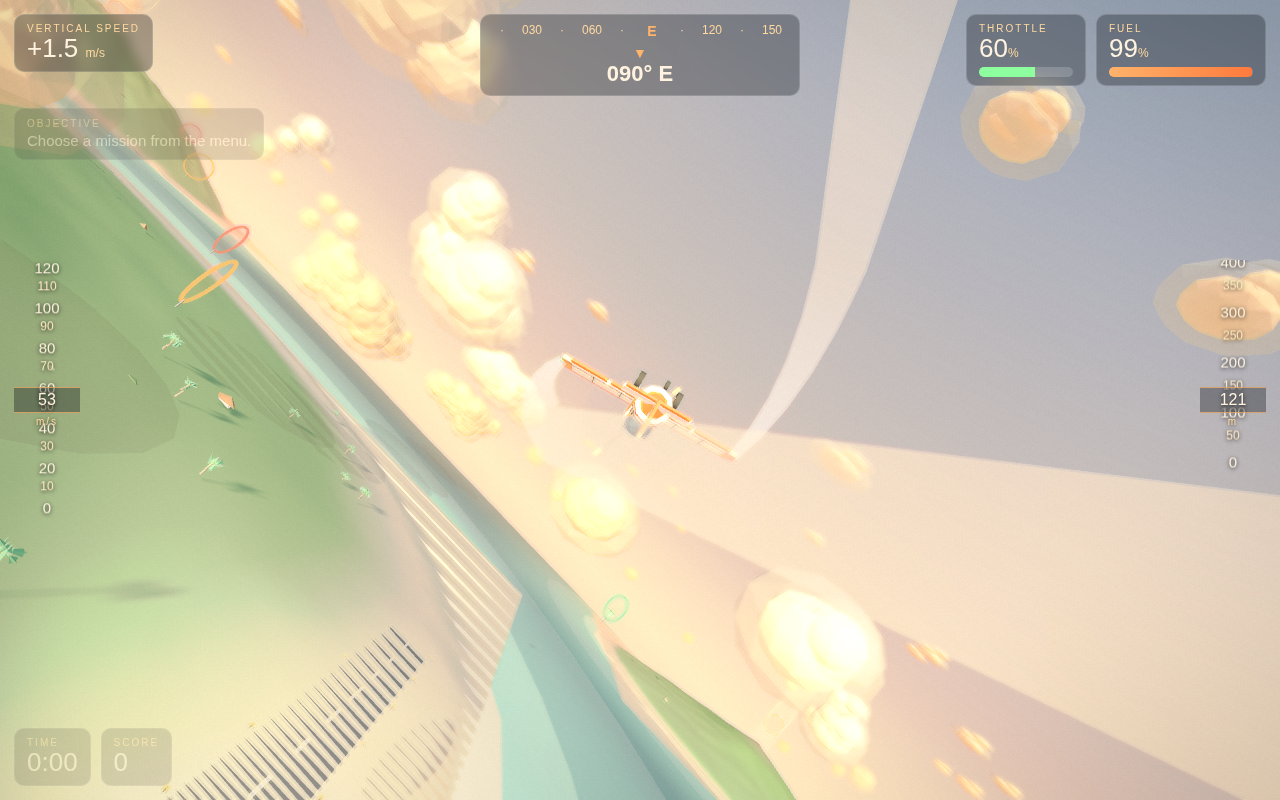 VERTICAL SPEED
+1.5 m/s
· 030 · 060 · E · 120 · 150
▼
090° E
THROTTLE
60%
FUEL
99%
OBJECTIVE
Choose a mission from the menu.
120
110
100
90
80
70
60
53
m/s
40
30
20
10
0
400
350
300
250
200
150
121
100
m
50
0
TIME
0:00
SCORE
0